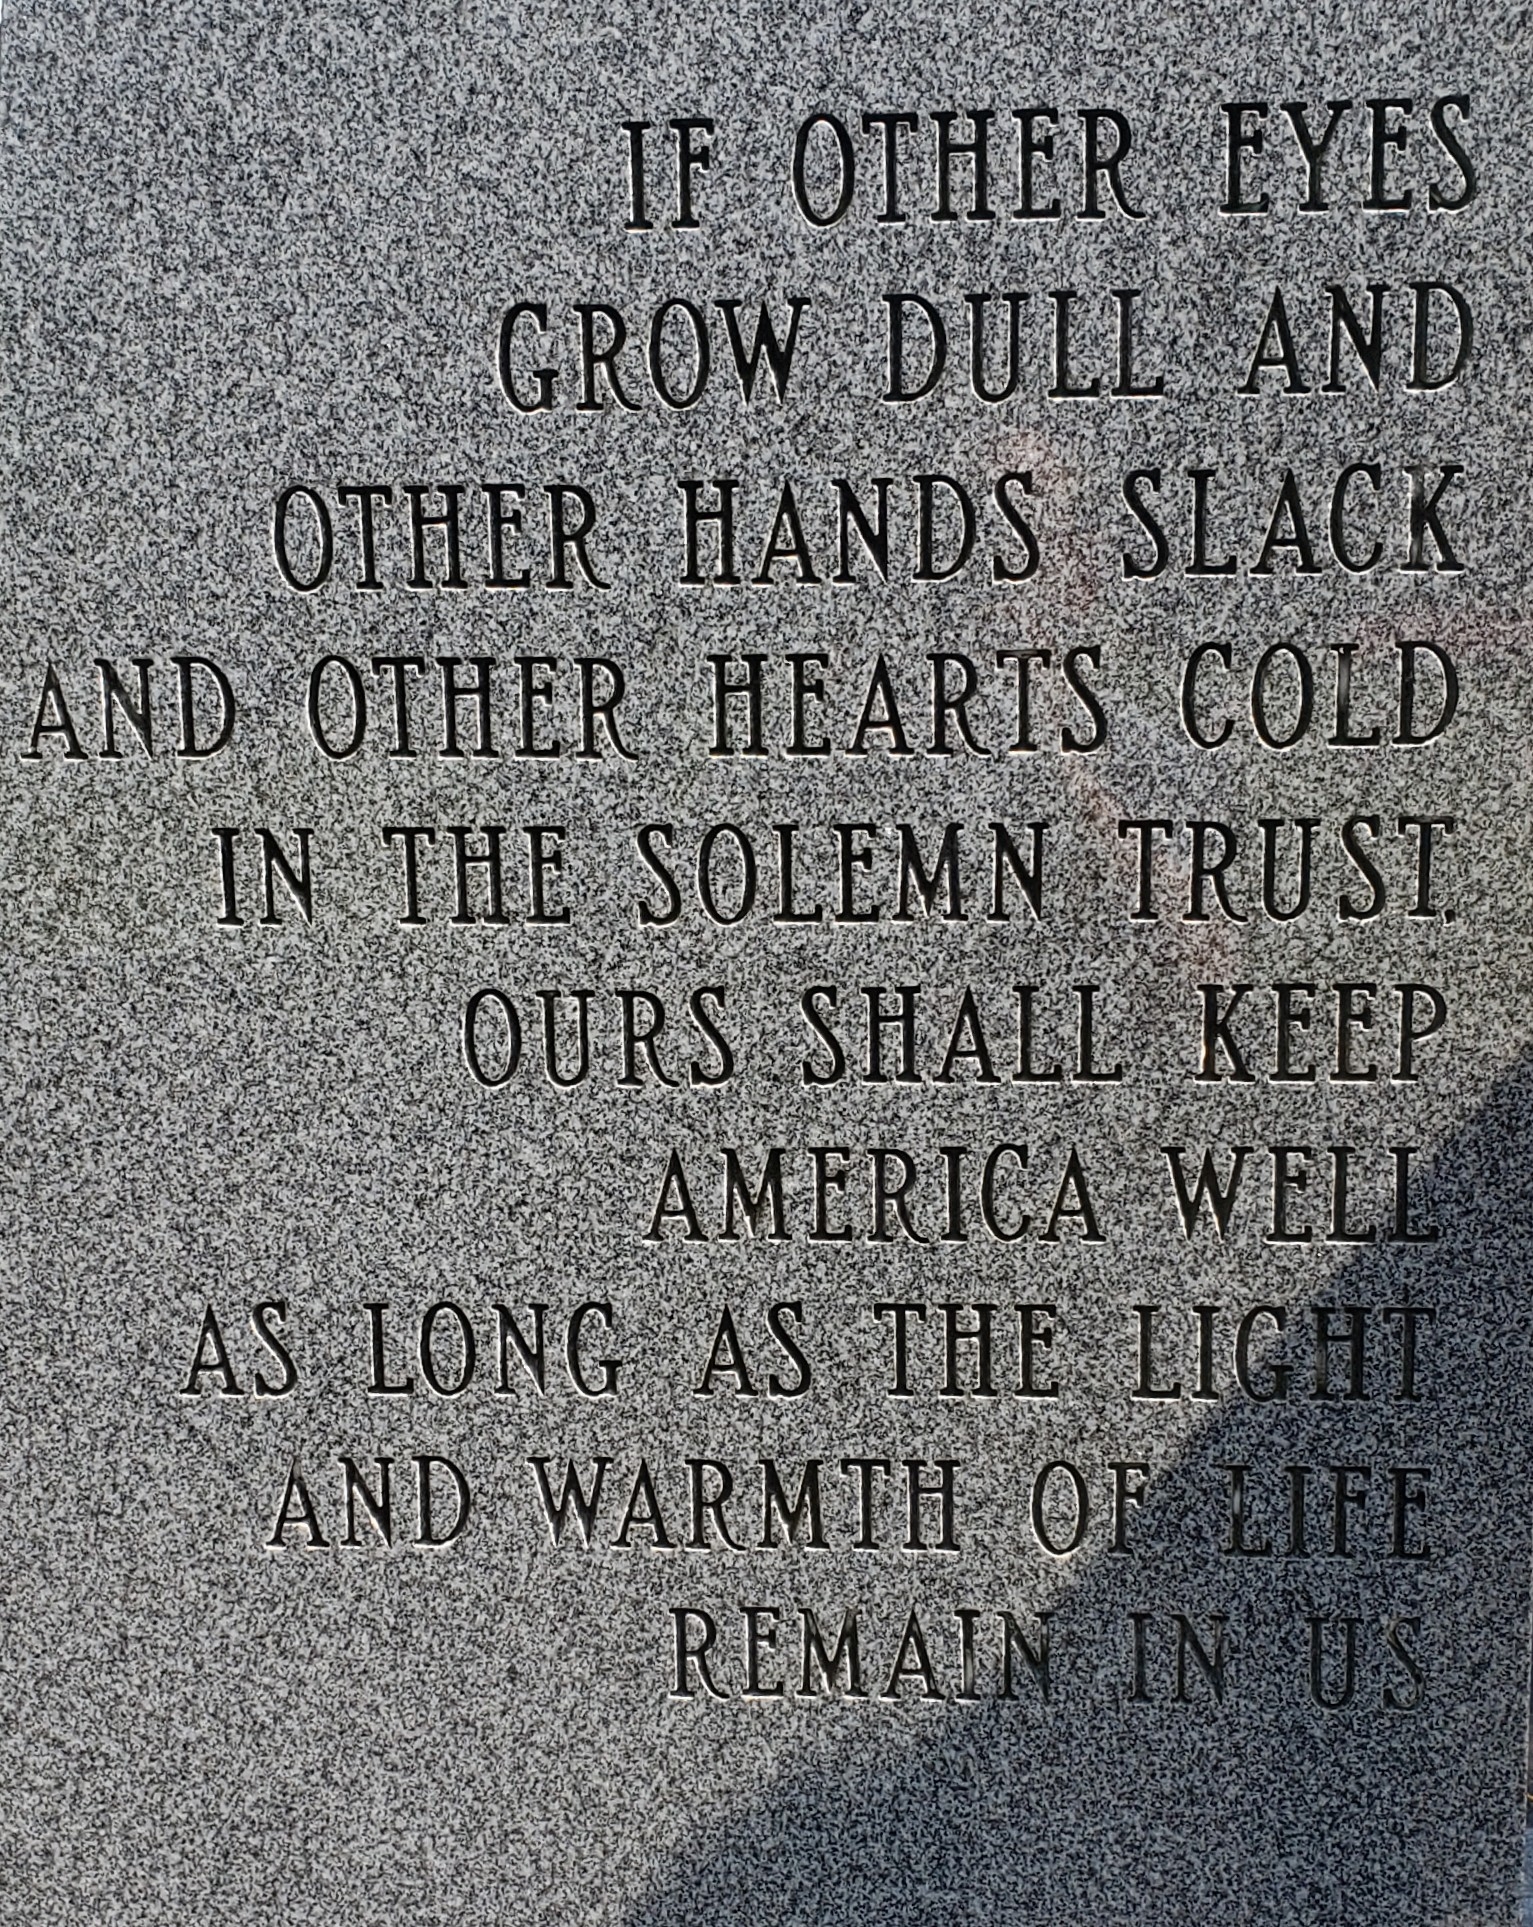 IF OTHER EYES
GROW DULL AND
OTHER HANDS SLACK
AND OTHER HEARTS COLD
IN THE SOLEMN TRUST,
OURS SHALL KEEP
AMERICA WELL
AS LONG AS THE LIGHT
AND WARMTH OF LIFE
REMAIN IN US